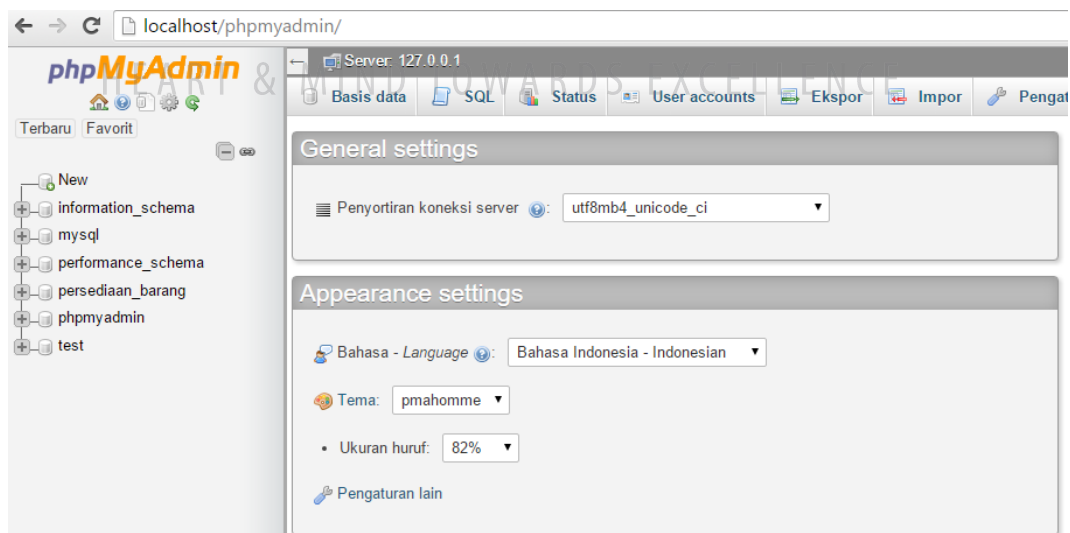 localhost/phpmyadmin/
phpMyAdmin
Terbaru Favorit
New
information_schema
mysql
performance_schema
persediaan_barang
phpmyadmin
test
Server: 127.0.0.1
HEART & MIND TOWARDS EXCELLENCE
Basis data SQL Status User accounts Ekspor Impor Pengat
General settings
Penyortiran koneksi server : utf8mb4_unicode_ci
Appearance settings
Bahasa - Language : Bahasa Indonesia - Indonesian
Tema: pmahomme
• Ukuran huruf: 82%
Pengaturan lain